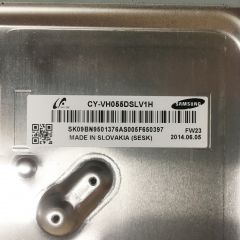 CY-VH055DSLV1H
SAMSUNG
SK09BN9501376AS005F650397
FW23
MADE IN SLOVAKIA (SESK)
2014.06.05